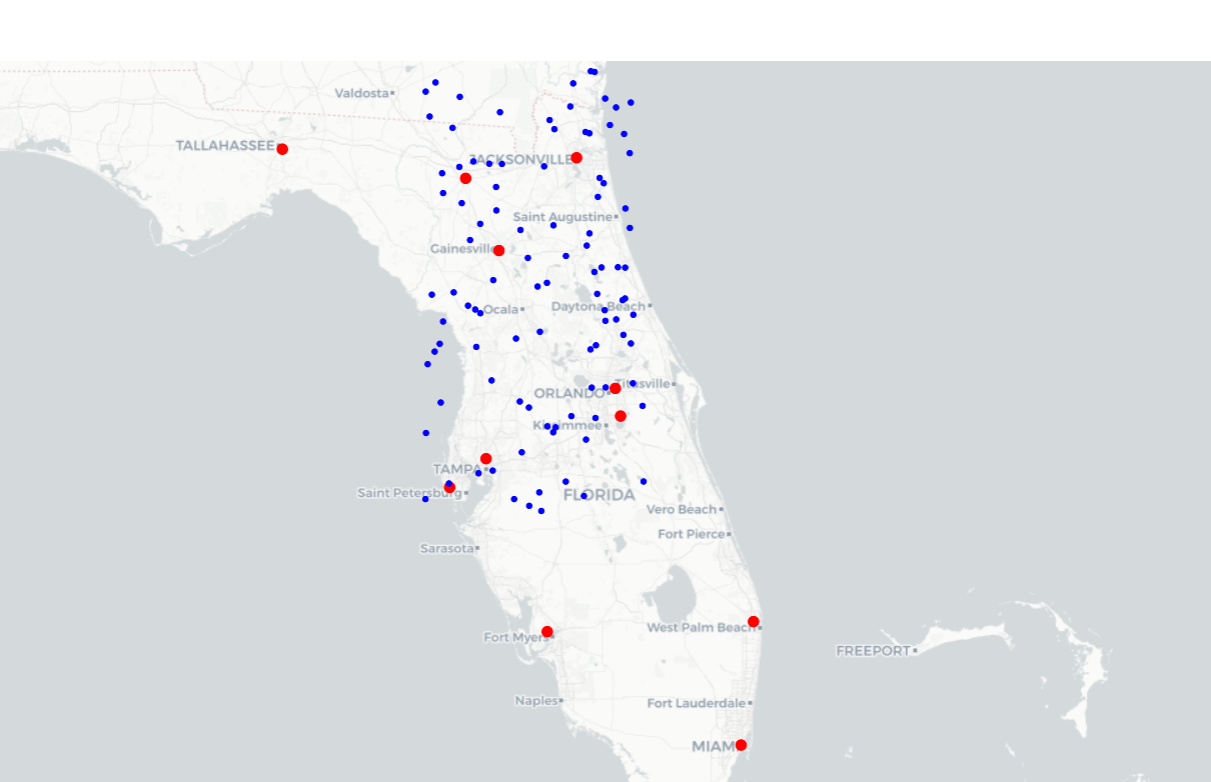 Valdosta
TALLAHASSEE
JACKSONVILLE
Saint Augustine
Gainesville
Ocala
Daytona Beach
Titusville
ORLANDO
Kissimmee
TAMPA
Saint Petersburg
FLORIDA
Vero Beach
Fort Pierce
Sarasota
West Palm Beach
Fort Myers
FREEPORT
Naples
Fort Lauderdale
MIAMI